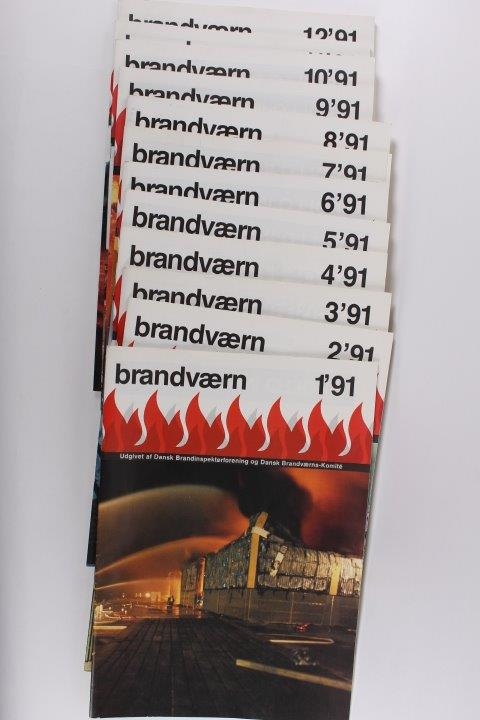 brandværn 12'91
brandværn 10'91
brandværn 9'91
brandværn 8'91
brandværn 7'91
brandværn 6'91
brandværn 5'91
brandværn 4'91
brandværn 3'91
brandværn 2'91
brandværn 1'91
Udgivet af Dansk Brandinspektørforening og Dansk Brandværns-Komité